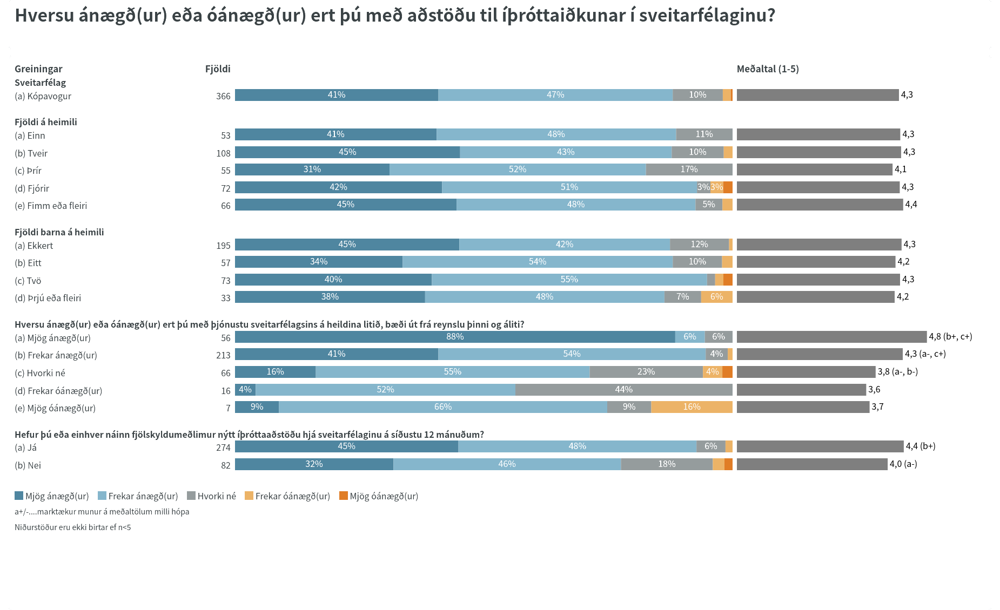 Hversu ánægð(ur) eða óánægð(ur) ert þú með aðstöðu til íþróttaiðkunar í sveitarfélaginu?
Greiningar Fjöldi Meðaltal (1-5)
Sveitarfélag
(a) Kópavogur 366 41% 47% 10% 4,3
Fjöldi á heimili
(a) Einn 53 41% 48% 11% 4,3
(b) Tveir 108 45% 43% 10% 4,3
(c) Þrír 55 31% 52% 17% 4,1
(d) Fjórir 72 42% 51% 3% 3% 4,3
(e) Fimm eða fleiri 66 45% 48% 5% 4,4
Fjöldi barna á heimili
(a) Ekkert 195 45% 42% 12% 4,3
(b) Eitt 57 34% 54% 10% 4,2
(c) Tvö 73 40% 55% 4,3
(d) Þrjú eða fleiri 33 38% 48% 7% 6% 4,2
Hversu ánægð(ur) eða óánægð(ur) ert þú með þjónustu sveitarfélagsins á heildina litið, bæði út frá reynslu þinni og áliti?
(a) Mjög ánægð(ur) 56 88% 6% 6% 4,8 (b+, c+)
(b) Frekar ánægð(ur) 213 41% 54% 4% 4,3 (a-, c+)
(c) Hvorki né 66 16% 55% 23% 4% 3,8 (a-, b-)
(d) Frekar óánægð(ur) 16 4% 52% 44% 3,6
(e) Mjög óánægð(ur) 7 9% 66% 9% 16% 3,7
Hefur þú eða einhver náinn fjölskyldumeðlimur nýtt íþróttaaðstöðu hjá sveitarfélaginu á síðustu 12 mánuðum?
(a) Já 274 45% 48% 6% 4,4 (b+)
(b) Nei 82 32% 46% 18% 4,0 (a-)
Mjög ánægð(ur) Frekar ánægð(ur) Hvorki né Frekar óánægð(ur) Mjög óánægð(ur)
a+/-....marktækur munur á meðaltölum milli hópa
Niðurstöður eru ekki birtar ef n<5